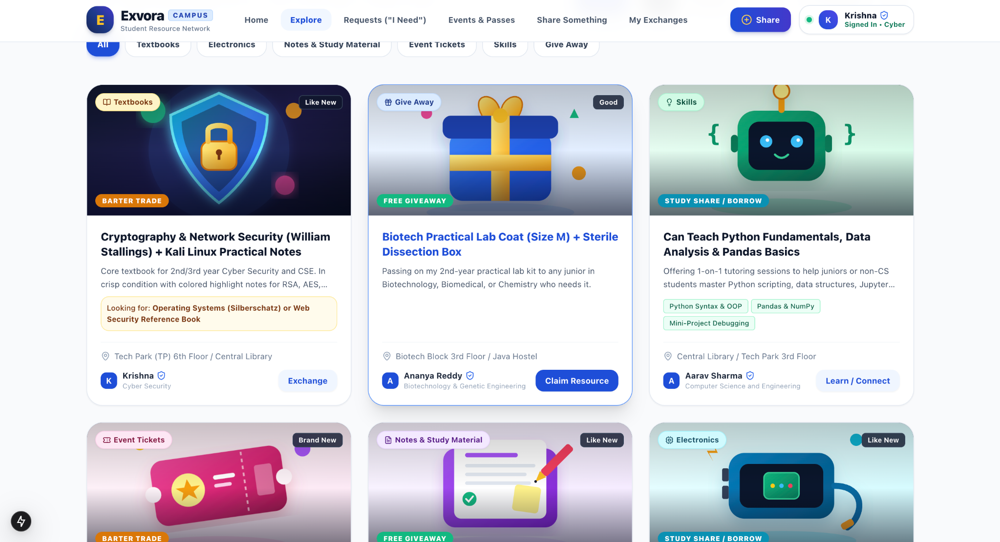 E
Exvora CAMPUS
Student Resource Network
Home
Explore
Requests ("I Need")
Events & Passes
Share Something
My Exchanges
Share
K
Krishna
Signed In • Cyber
All
Textbooks
Electronics
Notes & Study Material
Event Tickets
Skills
Give Away
Textbooks
Like New
BARTER TRADE
Cryptography & Network Security (William
Stallings) + Kali Linux Practical Notes
Core textbook for 2nd/3rd year Cyber Security and CSE. In
crisp condition with colored highlight notes for RSA, AES,...
Looking for: Operating Systems (Silberschatz) or Web
Security Reference Book
Tech Park (TP) 6th Floor / Central Library
K
Krishna
Cyber Security
Exchange
Give Away
Good
FREE GIVEAWAY
Biotech Practical Lab Coat (Size M) + Sterile
Dissection Box
Passing on my 2nd-year practical lab kit to any junior in
Biotechnology, Biomedical, or Chemistry who needs it.
Biotech Block 3rd Floor / Java Hostel
A
Ananya Reddy
Biotechnology & Genetic Engineering
Claim Resource
Skills
{ }
STUDY SHARE / BORROW
Can Teach Python Fundamentals, Data
Analysis & Pandas Basics
Offering 1-on-1 tutoring sessions to help juniors or non-CS
students master Python scripting, data structures, Jupyter...
Python Syntax & OOP
Pandas & NumPy
Mini-Project Debugging
Central Library / Tech Park 3rd Floor
A
Aarav Sharma
Computer Science and Engineering
Learn / Connect
Event Tickets
Brand New
BARTER TRADE
Notes & Study Material
Like New
FREE GIVEAWAY
Electronics
Like New
STUDY SHARE / BORROW